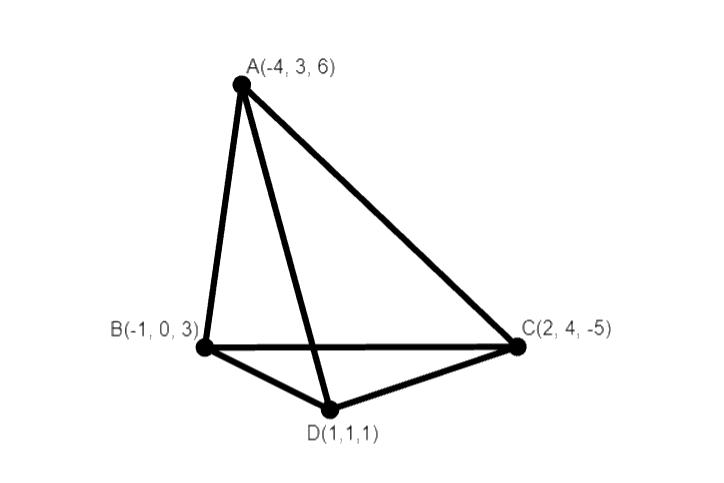 A(-4, 3, 6)
B(-1, 0, 3)
C(2, 4, -5)
D(1,1,1)